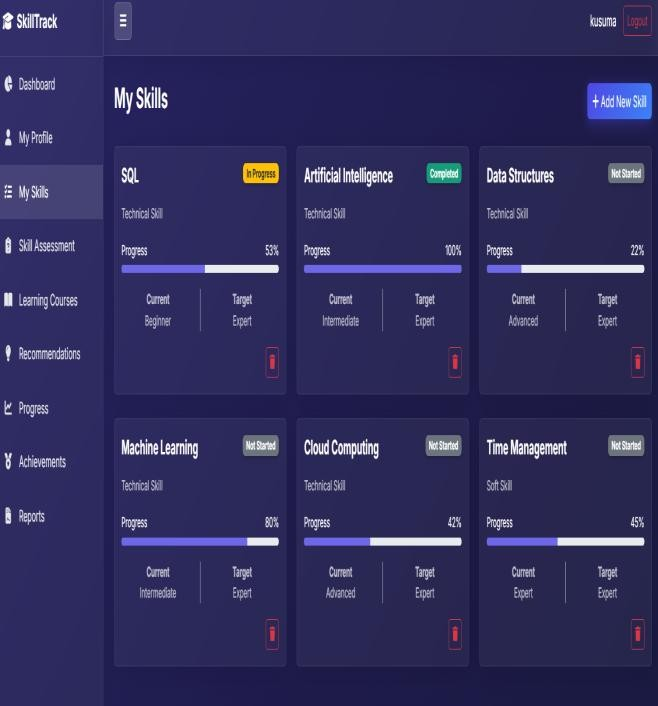 SkillTrack
kusuma
Logout
Dashboard
My Profile
My Skills
Skill Assessment
Learning Courses
Recommendations
Progress
Achievements
Reports
My Skills
+ Add New Skill
SQL
In Progress
Technical Skill
Progress
53%
Current
Target
Beginner
Expert
Artificial Intelligence
Completed
Technical Skill
Progress
100%
Current
Target
Intermediate
Expert
Data Structures
Not Started
Technical Skill
Progress
22%
Current
Target
Advanced
Expert
Machine Learning
Not Started
Technical Skill
Progress
80%
Current
Target
Intermediate
Expert
Cloud Computing
Not Started
Technical Skill
Progress
42%
Current
Target
Advanced
Expert
Time Management
Not Started
Soft Skill
Progress
45%
Current
Target
Expert
Expert